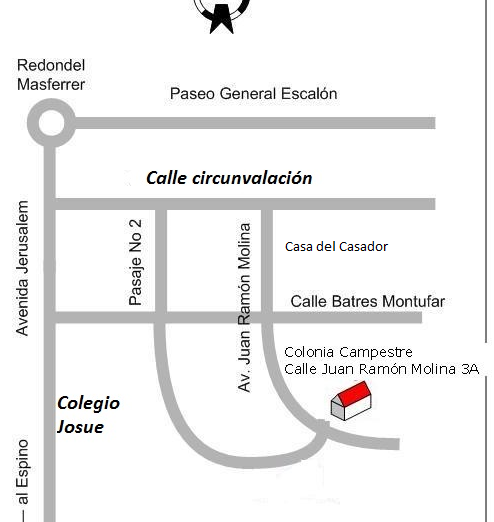 Redondel
Masferrer
Paseo General Escalón
Calle circunvalación
Avenida Jerusalem
Pasaje No 2
Av. Juan Ramón Molina
Casa del Casador
Calle Batres Montufar
Colonia Campestre
Calle Juan Ramón Molina 3A
Colegio
Josue
— al Espino